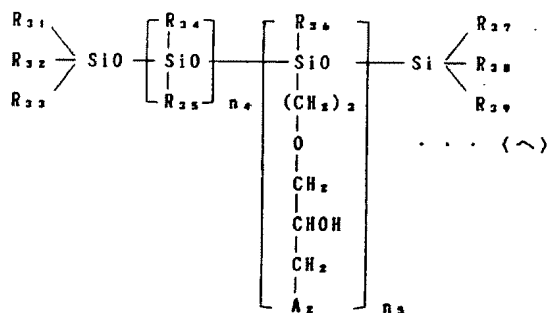 R₃₁ R₃₄ R₃₆ R₃₇
R₃₂ SiO SiO SiO Si R₃₈
R₃₃ R₃₅ n₄ (CH₂)₃ R₃₉
O · · · · (ヘ)
CH₂
CHOH
CH₂
A₂ n₅